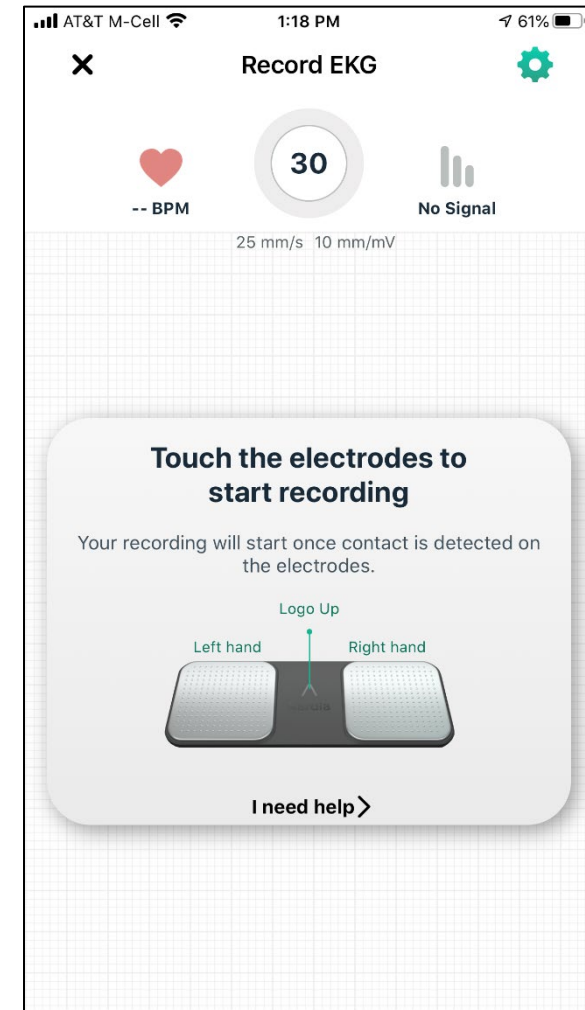 AT&T M-Cell 1:18 PM 61%
Record EKG
30
-- BPM
No Signal
25 mm/s 10 mm/mV
Touch the electrodes to
start recording
Your recording will start once contact is detected on
the electrodes.
Logo Up
Left hand
Right hand
I need help